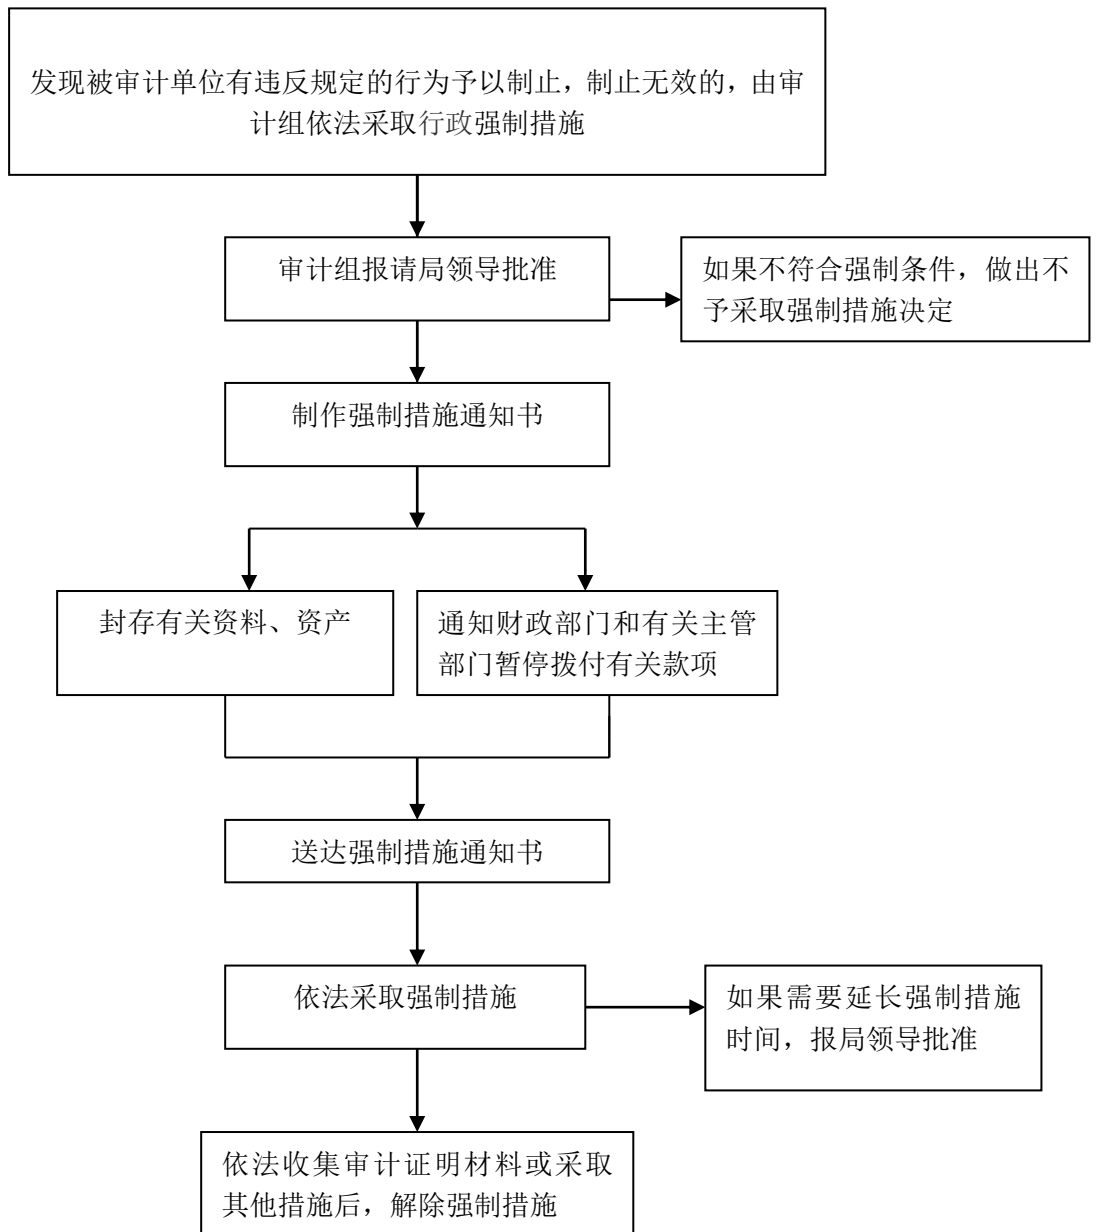 发现被审计单位有违反规定的行为予以制止，制止无效的，由审
计组依法采取行政强制措施
审计组报请局领导批准
如果不符合强制条件，做出不
予采取强制措施决定
制作强制措施通知书
封存有关资料、资产
通知财政部门和有关主管
部门暂停拨付有关款项
送达强制措施通知书
依法采取强制措施
如果需要延长强制措施
时间，报局领导批准
依法收集审计证明材料或采取
其他措施后，解除强制措施